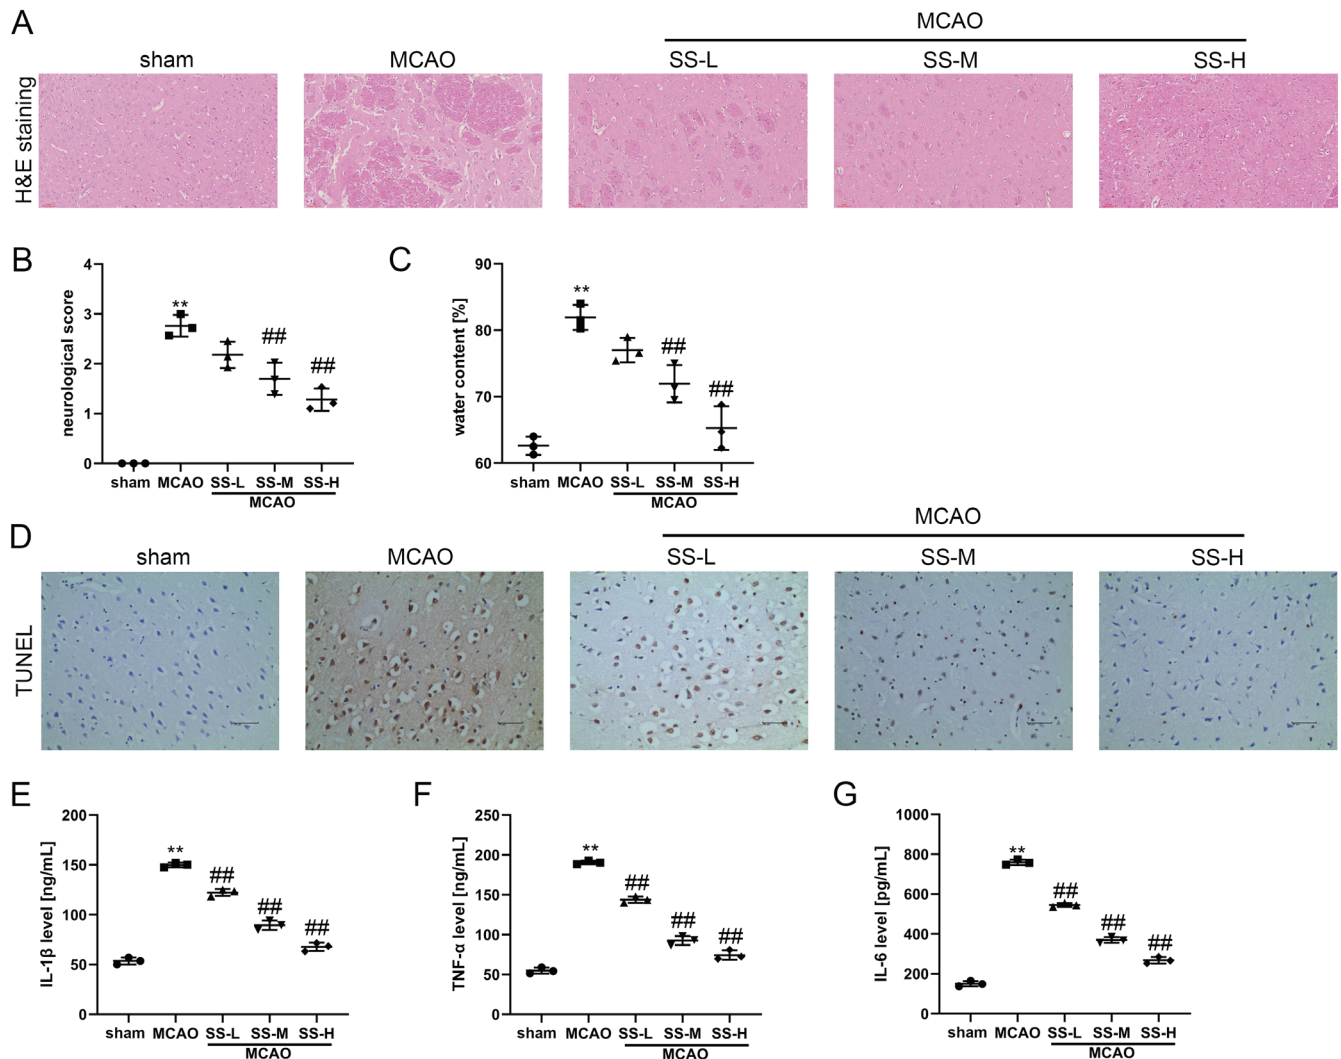 A
MCAO
sham MCAO SS-L SS-M SS-H
H&E staining
B
neurological score
4
3
2
1
0
**
##
##
sham MCAO SS-L SS-M SS-H
MCAO
C
water content [%]
90
80
70
60
**
##
##
sham MCAO SS-L SS-M SS-H
MCAO
D
MCAO
sham MCAO SS-L SS-M SS-H
TUNEL
E
IL-1β level [ng/mL]
200
150
100
50
0
**
##
##
##
sham MCAO SS-L SS-M SS-H
MCAO
F
TNF-α level [ng/mL]
250
200
150
100
50
0
**
##
##
##
sham MCAO SS-L SS-M SS-H
MCAO
G
IL-6 level [pg/mL]
1000
800
600
400
200
0
**
##
##
##
sham MCAO SS-L SS-M SS-H
MCAO